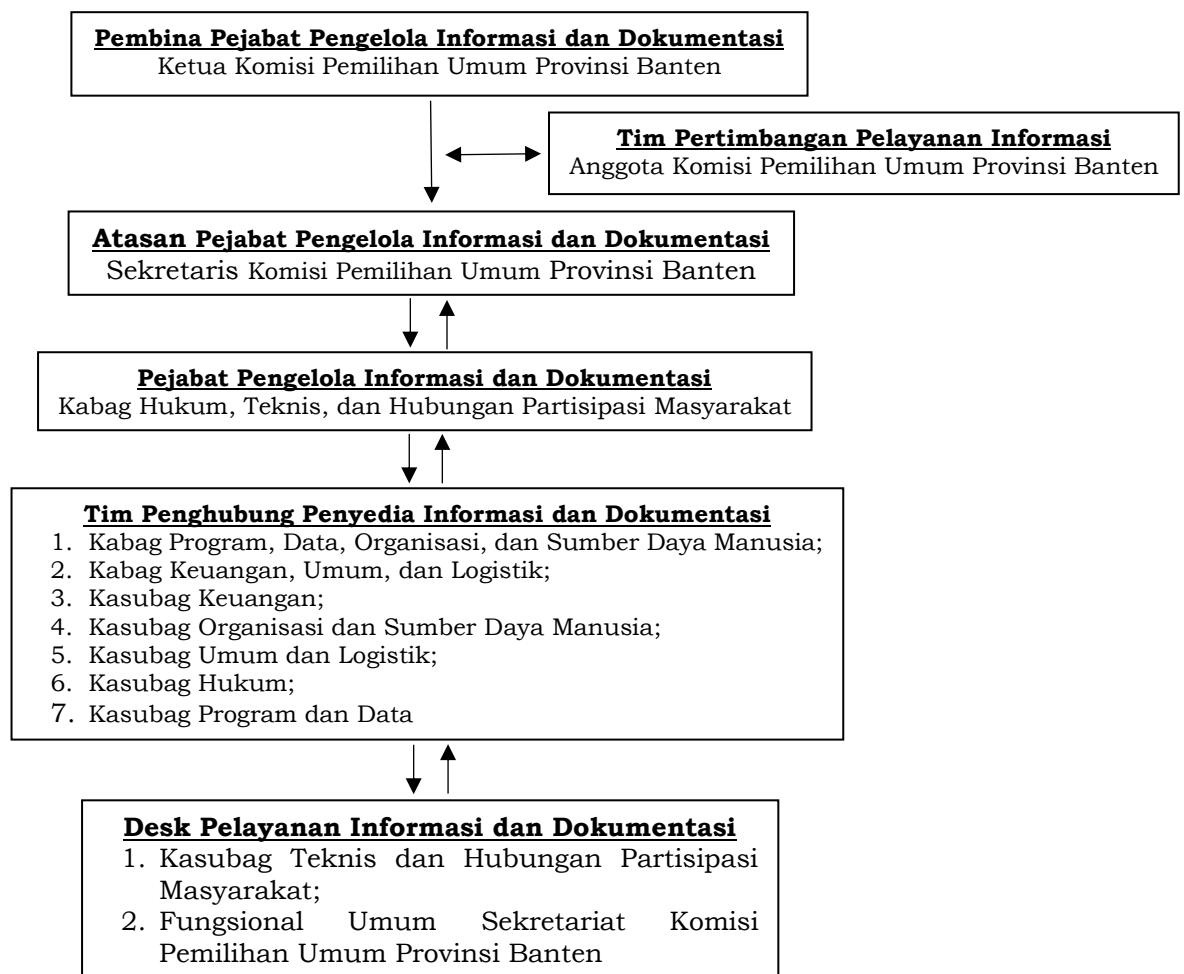 Pembina Pejabat Pengelola Informasi dan Dokumentasi
Ketua Komisi Pemilihan Umum Provinsi Banten
Tim Pertimbangan Pelayanan Informasi
Anggota Komisi Pemilihan Umum Provinsi Banten
Atasan Pejabat Pengelola Informasi dan Dokumentasi
Sekretaris Komisi Pemilihan Umum Provinsi Banten
Pejabat Pengelola Informasi dan Dokumentasi
Kabag Hukum, Teknis, dan Hubungan Partisipasi Masyarakat
Tim Penghubung Penyedia Informasi dan Dokumentasi
1. Kabag Program, Data, Organisasi, dan Sumber Daya Manusia;
2. Kabag Keuangan, Umum, dan Logistik;
3. Kasubag Keuangan;
4. Kasubag Organisasi dan Sumber Daya Manusia;
5. Kasubag Umum dan Logistik;
6. Kasubag Hukum;
7. Kasubag Program dan Data
Desk Pelayanan Informasi dan Dokumentasi
1. Kasubag Teknis dan Hubungan Partisipasi
Masyarakat;
2. Fungsional Umum Sekretariat Komisi
Pemilihan Umum Provinsi Banten